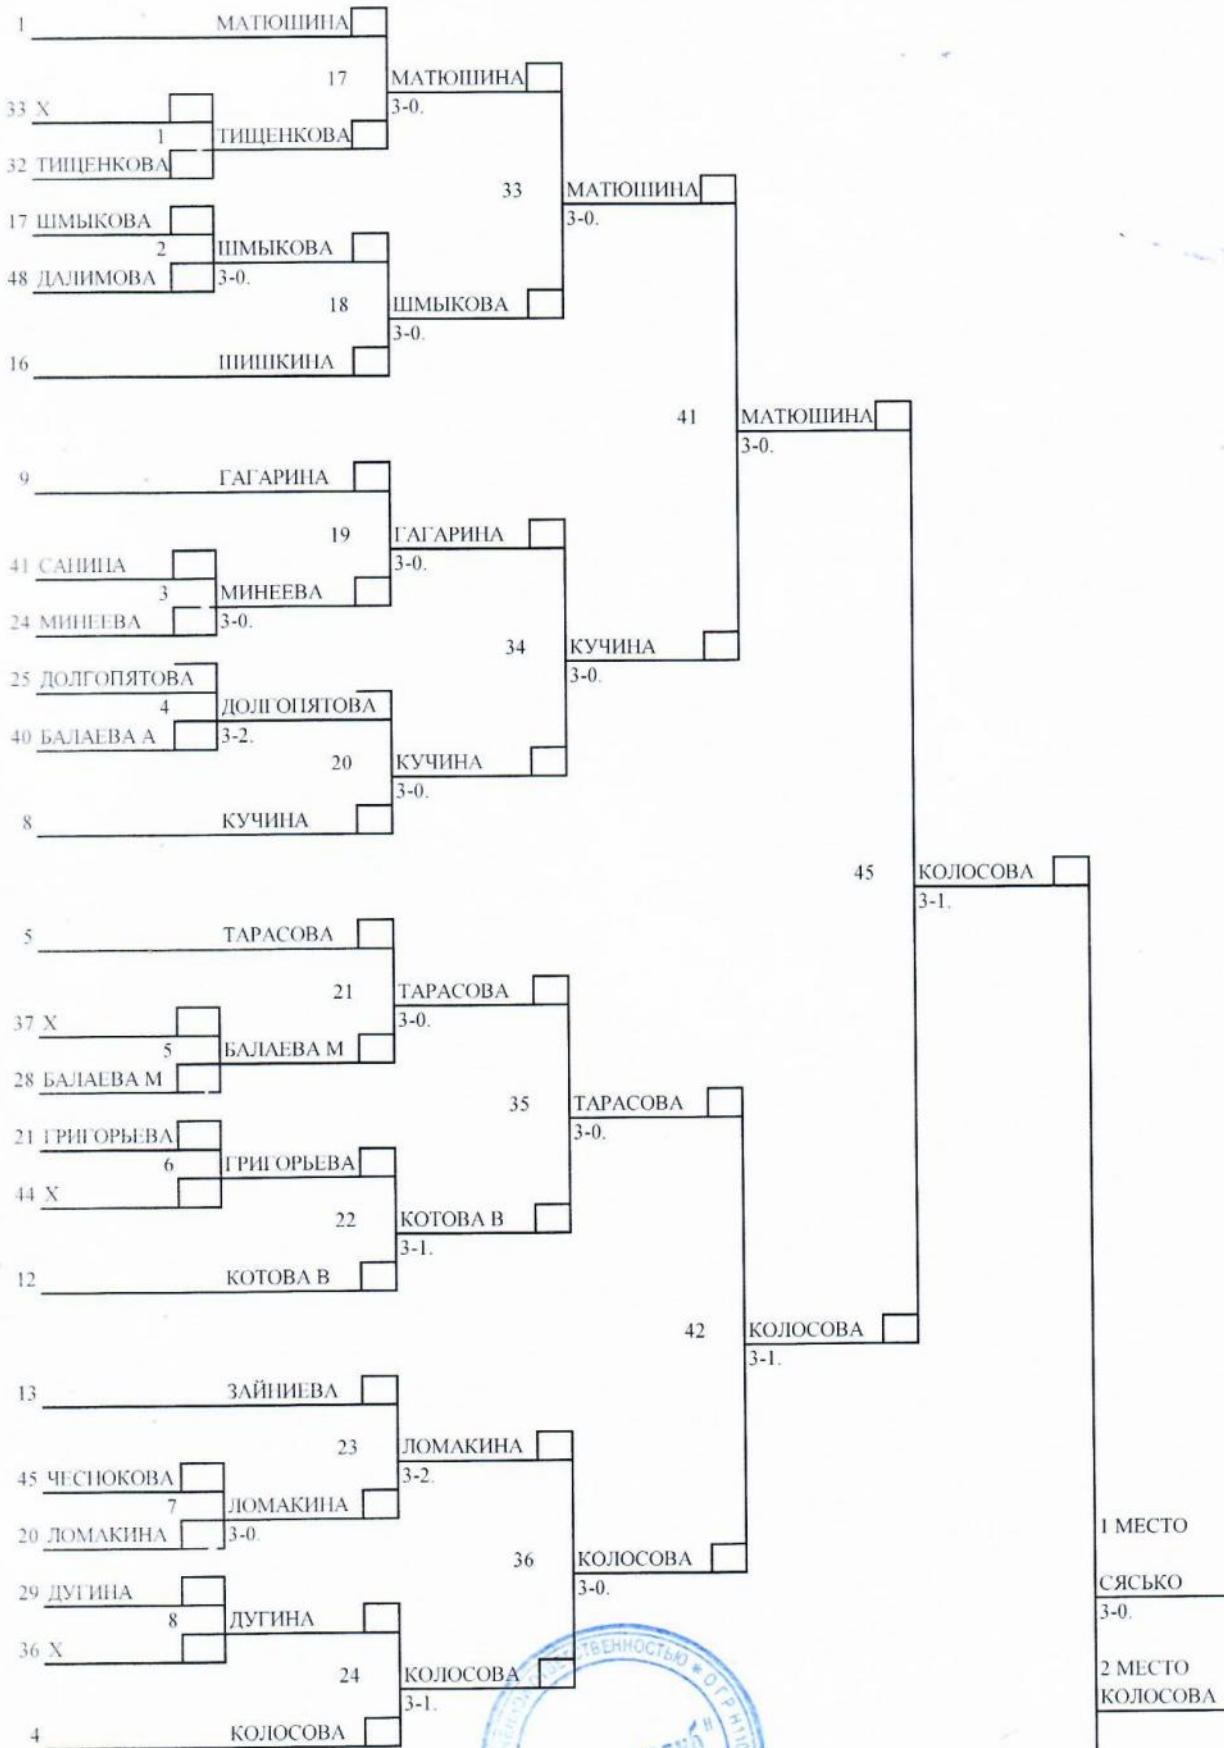 1 МАТЮШИНА
17 МАТЮШИНА
33 X
3-0.
1 ТИЩЕНКОВА
32 ТИЩЕНКОВА
33 МАТЮШИНА
17 ШМЫКОВА
3-0.
2 ШМЫКОВА
48 ДАЛИМОВА 3-0.
18 ШМЫКОВА
3-0.
16 ШИШКИНА
41 МАТЮШИНА
3-0.
9 ГАГАРИНА
19 ГАГАРИНА
3-0.
41 САНИНА
3 МИНЕЕВА
24 МИНЕЕВА 3-0.
34 КУЧИНА
3-0.
25 ДОЛГОПЯТОВА
4 ДОЛГОПЯТОВА
40 БАЛАЕВА А 3-2.
20 КУЧИНА
3-0.
8 КУЧИНА
45 КОЛОСОВА
3-1.
5 ТАРАСОВА
21 ТАРАСОВА
37 X 3-0.
5 БАЛАЕВА М
28 БАЛАЕВА М
35 ТАРАСОВА
3-0.
21 ГРИГОРЬЕВА
6 ГРИГОРЬЕВА
44 X
22 КОТОВА В
3-1.
12 КОТОВА В
42 КОЛОСОВА
3-1.
13 ЗАЙНИЕВА
23 ЛОМАКИНА
3-2.
45 ЧЕСНОКОВА
7 ЛОМАКИНА
20 ЛОМАКИНА 3-0.
1 МЕСТО
36 КОЛОСОВА
3-0.
СЯСЬКО
3-0.
29 ДУГИНА
8 ДУГИНА
36 X
24 КОЛОСОВА
3-1.
2 МЕСТО
КОЛОСОВА
4 КОЛОСОВА